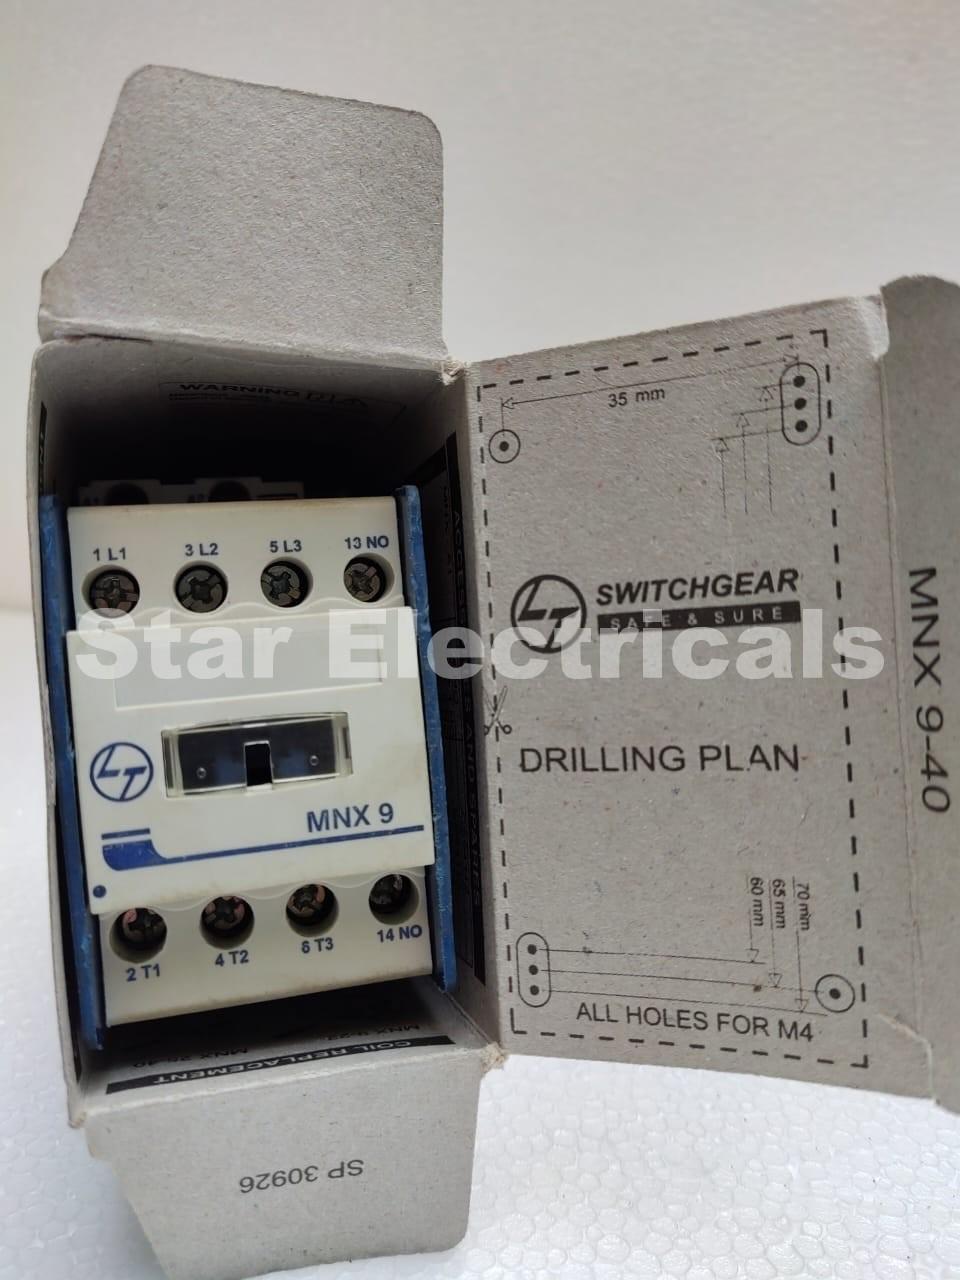 WARNING
1 L1 3 L2 5 L3 13 NO
LT
MNX 9
2 T1 4 T2 6 T3 14 NO
COIL REPLACEMENT
SP 30926
35 mm
LT SWITCHGEAR
SAFE & SURE
DRILLING PLAN
60 mm
65 mm
70 mm
ALL HOLES FOR M4
MNX 9-40
Star Electricals